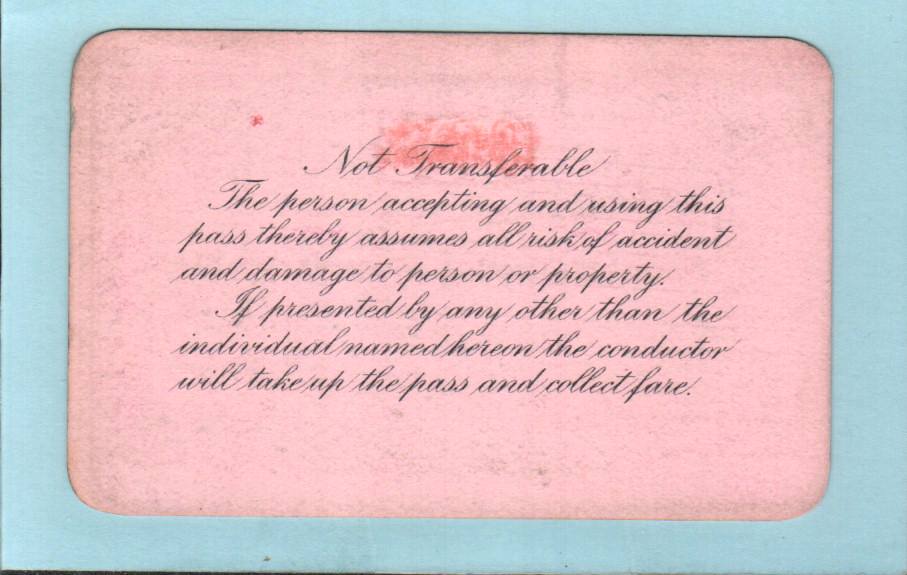 Not Transferable
The person accepting and using this
pass thereby assumes all risk of accident
and damage to person or property.
If presented by any other than the
individual named hereon the conductor
will take up the pass and collect fare.